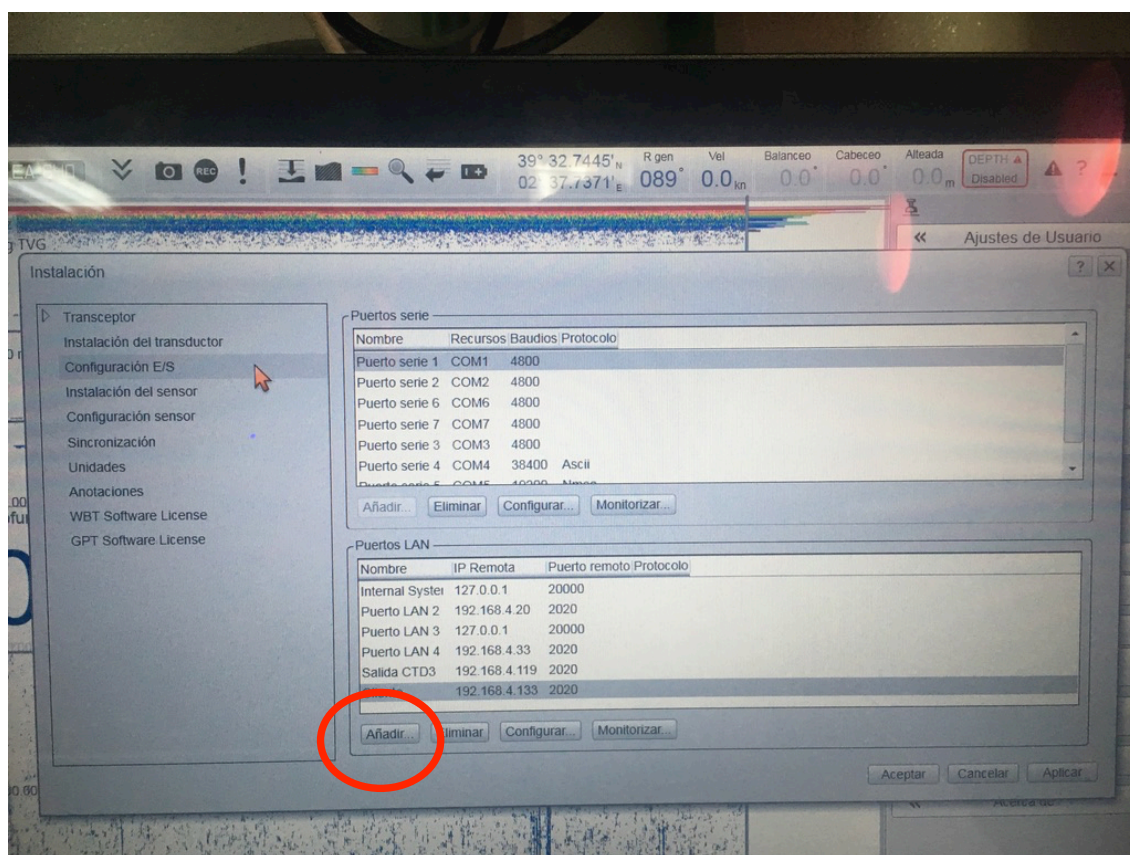 REC
39° 32.7445' N
02° 37.7371' E
R gen
089°
Vel
0.0 kn
Balanceo
0.0°
Cabeceo
0.0°
Alteada
0.0 m
DEPTH
Disabled
?
TVG
« Ajustes de Usuario
Instalación
? X
Transceptor
Instalación del transductor
Configuración E/S
Instalación del sensor
Configuración sensor
Sincronización
Unidades
Anotaciones
WBT Software License
GPT Software License
Puertos serie
Nombre Recursos Baudios Protocolo
Puerto serie 1 COM1 4800
Puerto serie 2 COM2 4800
Puerto serie 6 COM6 4800
Puerto serie 7 COM7 4800
Puerto serie 3 COM3 4800
Puerto serie 4 COM4 38400 Ascii
Añadir... Eliminar Configurar... Monitorizar...
Puertos LAN
Nombre IP Remota Puerto remoto Protocolo
Internal Syster 127.0.0.1 20000
Puerto LAN 2 192.168.4.20 2020
Puerto LAN 3 127.0.0.1 20000
Puerto LAN 4 192.168.4.33 2020
Salida CTD3 192.168.4.119 2020
192.168.4.133 2020
Añadir... liminar Configurar... Monitorizar...
Aceptar Cancelar Aplicar
Acerca de